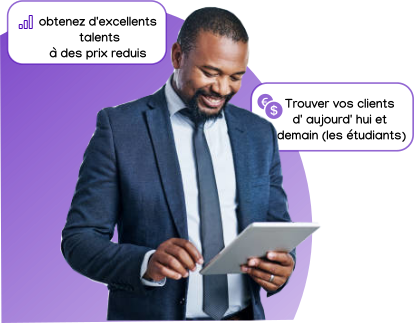 obtenez d'excellents
talents
à des prix reduis
€
$
Trouver vos clients
d' aujourd' hui et
demain (les étudiants)